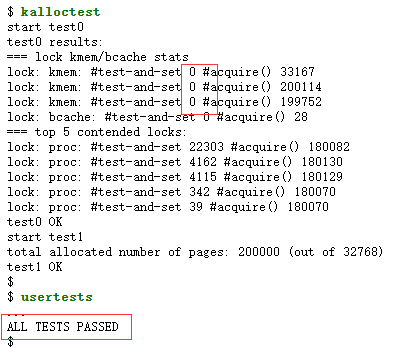 $ kalloctest
start test0
test0 results:
=== lock kmem/bcache stats
lock: kmem: #test-and-set 0 #acquire() 33167
lock: kmem: #test-and-set 0 #acquire() 200114
lock: kmem: #test-and-set 0 #acquire() 199752
lock: bcache: #test-and-set 0 #acquire() 28
=== top 5 contended locks:
lock: proc: #test-and-set 22303 #acquire() 180082
lock: proc: #test-and-set 4162 #acquire() 180130
lock: proc: #test-and-set 4115 #acquire() 180129
lock: proc: #test-and-set 342 #acquire() 180070
lock: proc: #test-and-set 39 #acquire() 180070
test0 OK
start test1
total allocated number of pages: 200000 (out of 32768)
test1 OK
$
$ usertests
...
ALL TESTS PASSED
$